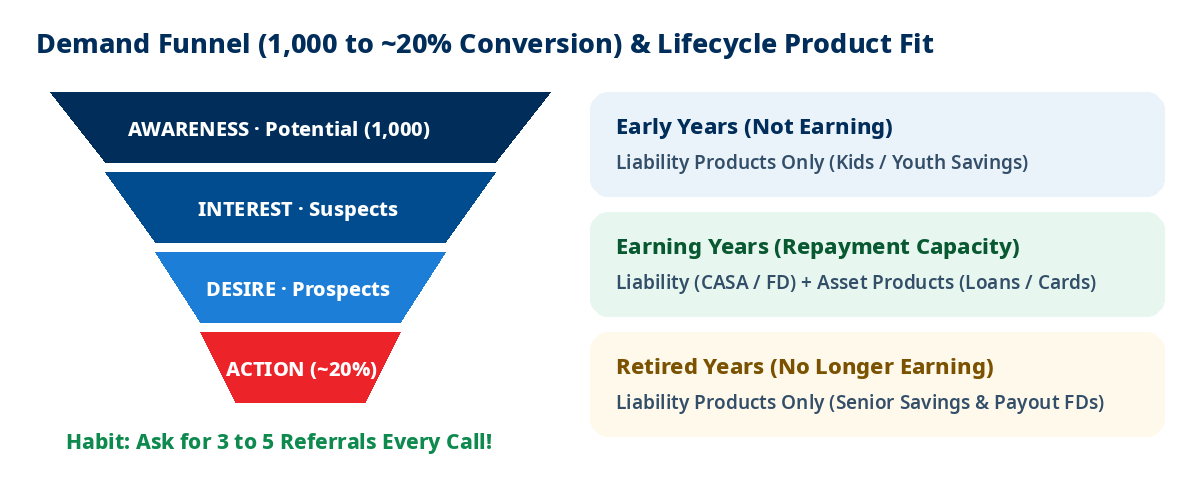 Demand Funnel (1,000 to ~20% Conversion) & Lifecycle Product Fit
AWARENESS · Potential (1,000)
INTEREST · Suspects
DESIRE · Prospects
ACTION (~20%)
Habit: Ask for 3 to 5 Referrals Every Call!
Early Years (Not Earning)
Liability Products Only (Kids / Youth Savings)
Earning Years (Repayment Capacity)
Liability (CASA / FD) + Asset Products (Loans / Cards)
Retired Years (No Longer Earning)
Liability Products Only (Senior Savings & Payout FDs)